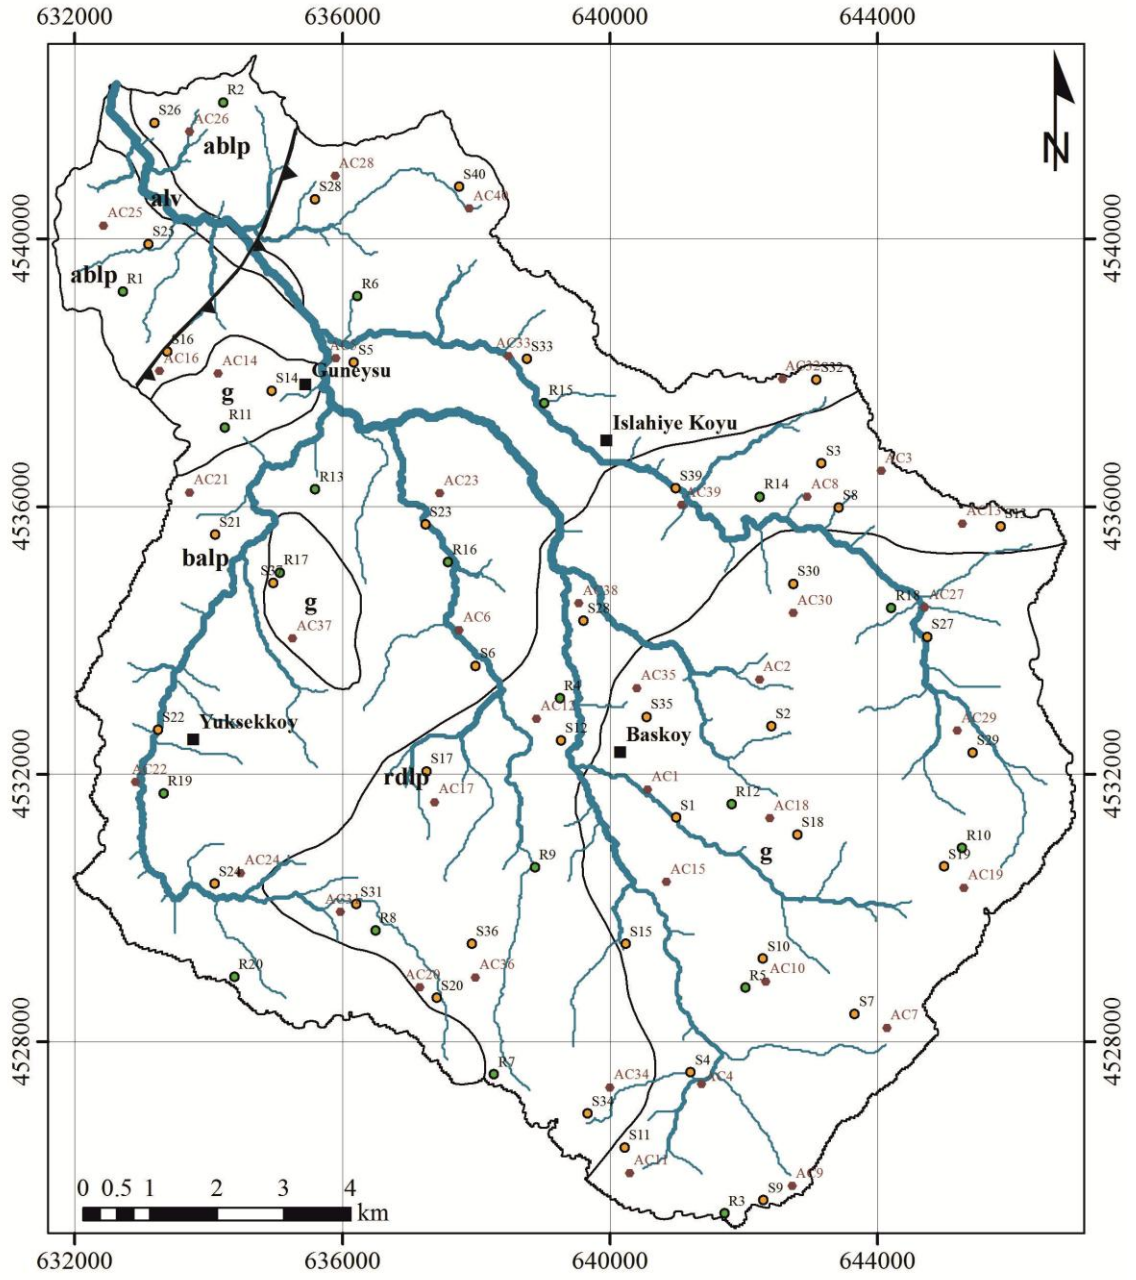 632000 636000 640000 644000
R2
S26
AC26
ablp
AC28
S40
S28
AC40
alv
AC25
S25
4540000 4540000
ablp
R1
R6
S16
AC16
AC14
S5
AC33
S33
Guneysu
AC32
S32
S14
g
R15
R11
Islahiye Koyu
S3
AC3
AC21
R13
AC23
S39
AC39
R14
AC8
S8
AC13
4536000 4536000
S21
S23
balp
R17
S37
R16
S30
g
AC38
S28
AC30
R18
AC27
S27
AC37
AC6
S6
AC35
AC2
R4
AC12
S35
S2
S12
AC29
S29
S22
Yuksekkoy
Baskoy
4532000 4532000
AC22
R19
S17
rdlp
AC17
AC1
S1
R12
AC18
S18
g
R10
S19
AC19
R9
AC15
S24
AC24
S31
R8
S36
AC36
S15
S10
R5
AC10
R20
S20
S7
AC7
4528000 4528000
R7
S4
AC4
AC34
S34
S11
AC11
AC9
S9
R3
0 0.5 1 2 3 4
km
N
632000 636000 640000 644000